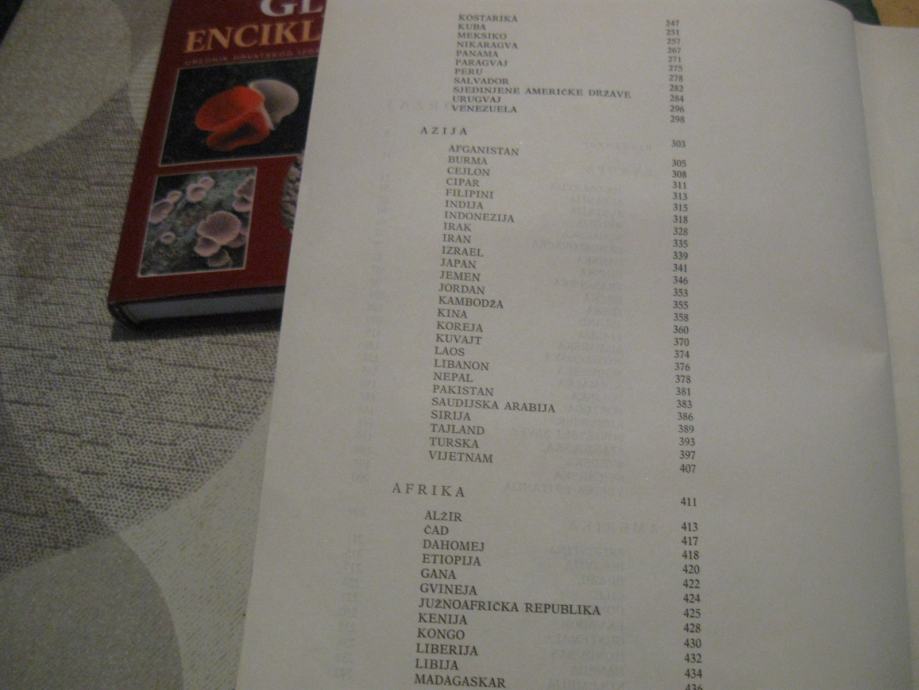 GL
ENCIKL
UREDNIK HRVATSKOG
KOSTARIKA 247
KUBA 251
MEKSIKO 257
NIKARAGVA 267
PANAMA 271
PARAGVAJ 275
PERU 278
SALVADOR 282
SJEDINJENE AMERIČKE DRŽAVE 284
URUGVAJ 296
VENEZUELA 298
AZIJA 303
AFGANISTAN 305
BURMA 308
CEJLON 311
CIPAR 313
FILIPINI 315
INDIJA 318
INDONEZIJA 328
IRAK 335
IRAN 339
IZRAEL 341
JAPAN 346
JEMEN 353
JORDAN 355
KAMBODŽA 358
KINA 360
KOREJA 370
KUVAJT 374
LAOS 376
LIBANON 378
NEPAL 381
PAKISTAN 383
SAUDIJSKA ARABIJA 386
SIRIJA 389
TAJLAND 393
TURSKA 397
VIJETNAM 407
AFRIKA 411
ALŽIR 413
ČAD 417
DAHOMEJ 418
ETIOPIJA 420
GANA 422
GVINEJA 424
JUŽNOAFRIČKA REPUBLIKA 425
KENIJA 428
KONGO 430
LIBERIJA 432
LIBIJA 434
MADAGASKAR 436